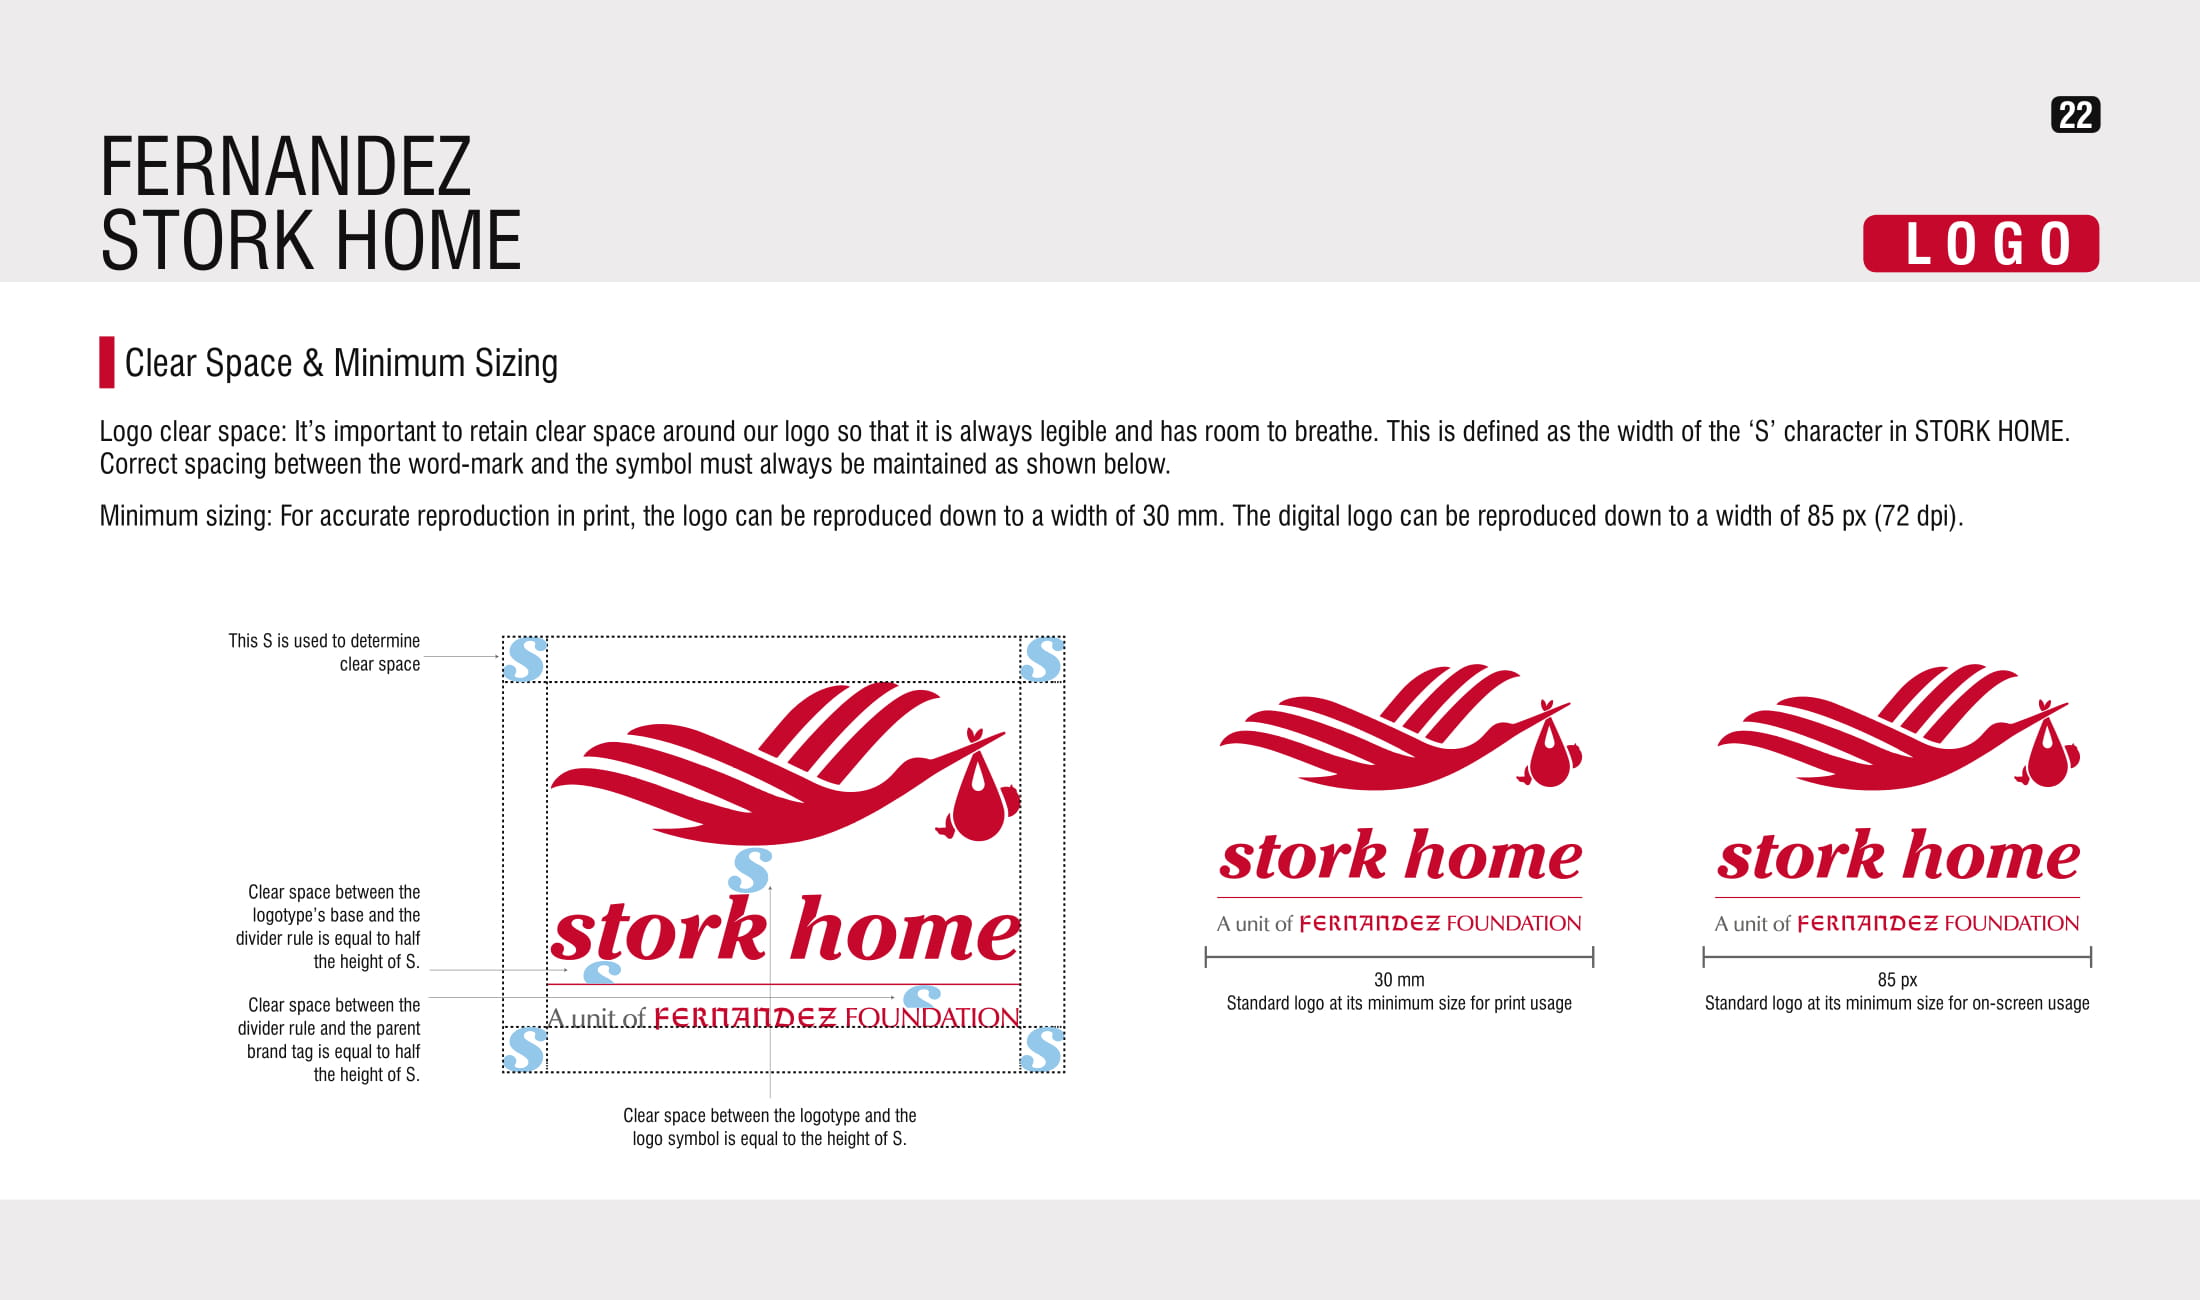 22
FERNANDEZ
STORK HOME
LOGO
Clear Space & Minimum Sizing
Logo clear space: It’s important to retain clear space around our logo so that it is always legible and has room to breathe. This is defined as the width of the ‘S’ character in STORK HOME.
Correct spacing between the word-mark and the symbol must always be maintained as shown below.
Minimum sizing: For accurate reproduction in print, the logo can be reproduced down to a width of 30 mm. The digital logo can be reproduced down to a width of 85 px (72 dpi).
This S is used to determine
clear space
s
s
s
Clear space between the
logotype’s base and the
divider rule is equal to half
the height of S.
stork home
s
Clear space between the
divider rule and the parent
brand tag is equal to half
the height of S.
s
A unit of FERNANDEZ FOUNDATION
s
s
Clear space between the logotype and the
logo symbol is equal to the height of S.
stork home
A unit of FERNANDEZ FOUNDATION
30 mm
Standard logo at its minimum size for print usage
stork home
A unit of FERNANDEZ FOUNDATION
85 px
Standard logo at its minimum size for on-screen usage